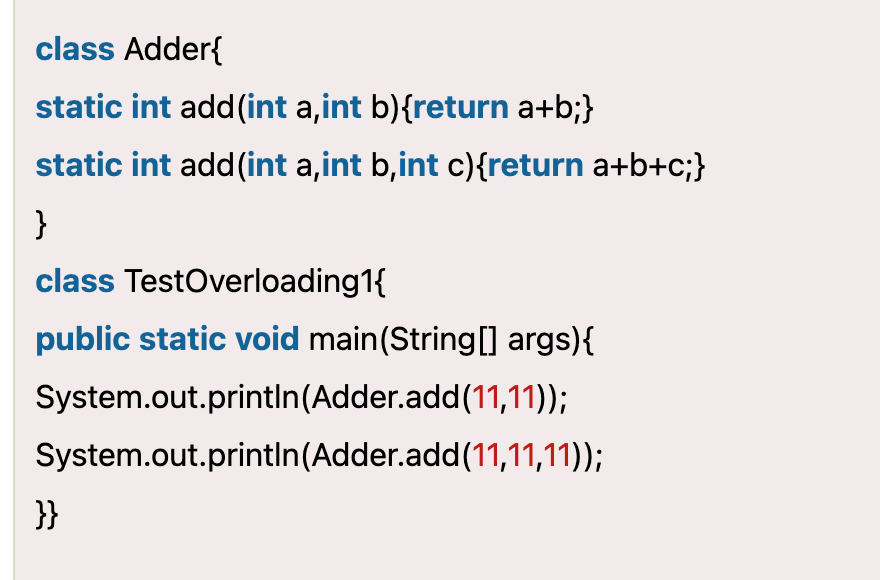 class Adder{
static int add(int a,int b){return a+b;}
static int add(int a,int b,int c){return a+b+c;}
}
class TestOverloading1{
public static void main(String[] args){
System.out.println(Adder.add(11,11));
System.out.println(Adder.add(11,11,11));
}}